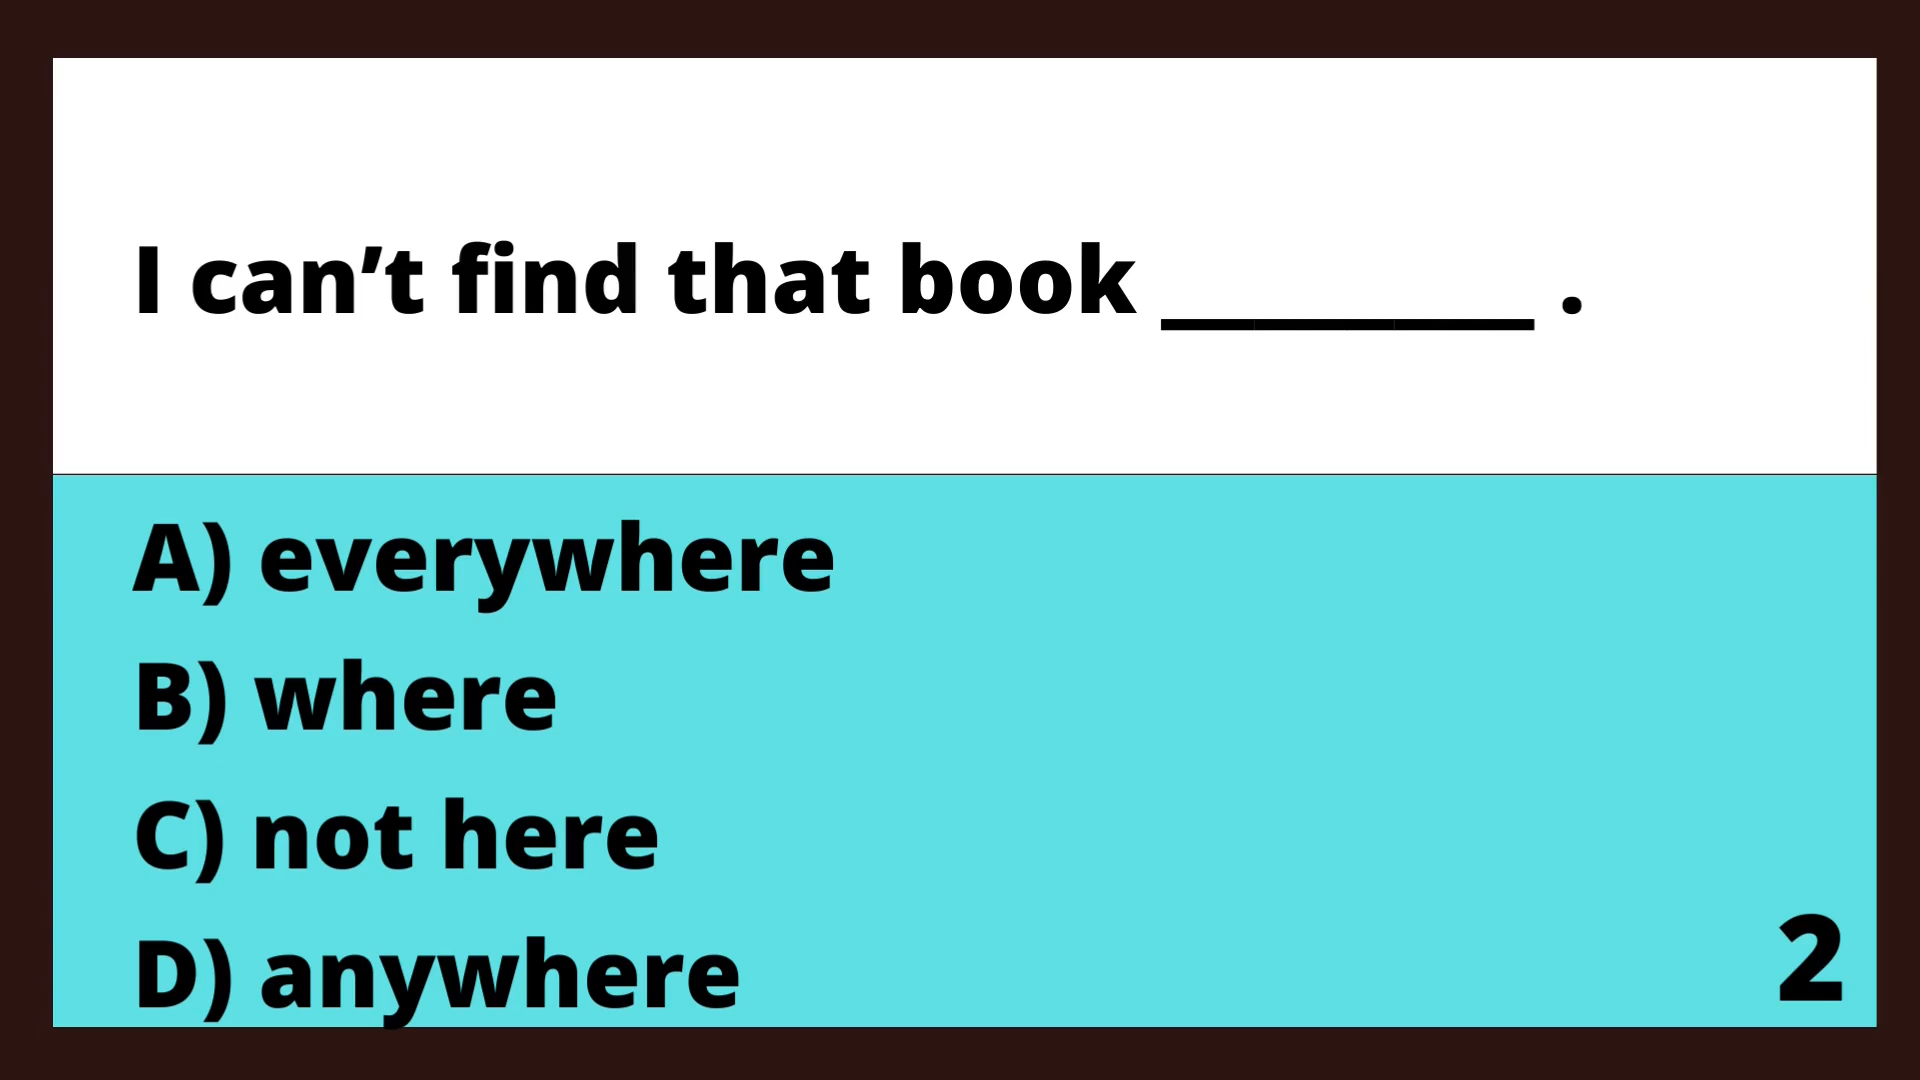 I can’t find that book ________ .
A) everywhere
B) where
C) not here
D) anywhere
2